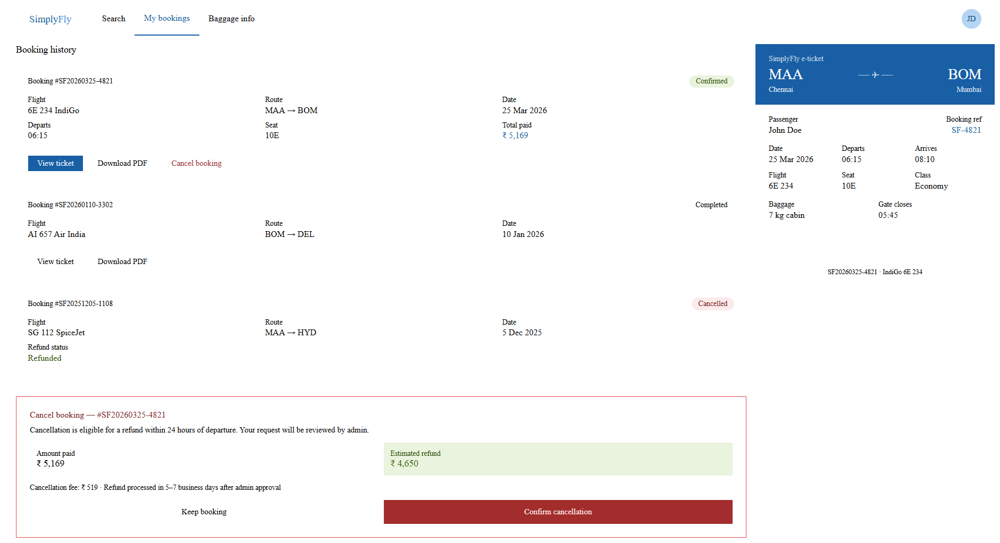 SimplyFly Search My bookings Baggage info JD
Booking history
Booking #SF20260325-4821 Confirmed
Flight Route Date
6E 234 IndiGo MAA → BOM 25 Mar 2026
Departs Seat Total paid
06:15 10E ₹ 5,169
View ticket Download PDF Cancel booking
Booking #SF20260110-3302 Completed
Flight Route Date
AI 657 Air India BOM → DEL 10 Jan 2026
View ticket Download PDF
Booking #SF20251205-1108 Cancelled
Flight Route Date
SG 112 SpiceJet MAA → HYD 5 Dec 2025
Refund status
Refunded
Cancel booking — #SF20260325-4821
Cancellation is eligible for a refund within 24 hours of departure. Your request will be reviewed by admin.
Amount paid Estimated refund
₹ 5,169 ₹ 4,650
Cancellation fee: ₹ 519 · Refund processed in 5–7 business days after admin approval
Keep booking Confirm cancellation
SimplyFly e-ticket
MAA — ✈ — BOM
Chennai Mumbai
Passenger Booking ref
John Doe SF-4821
Date Departs Arrives
25 Mar 2026 06:15 08:10
Flight Seat Class
6E 234 10E Economy
Baggage Gate closes
7 kg cabin 05:45
SF20260325-4821 · IndiGo 6E 234